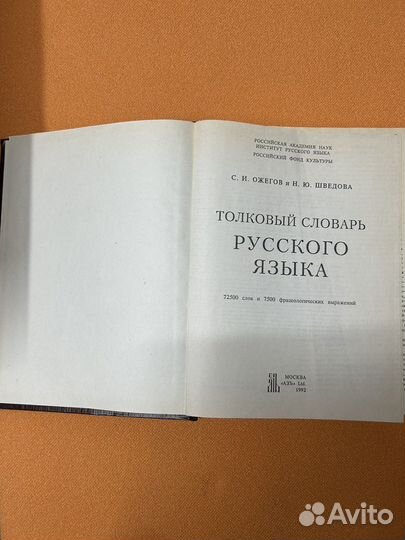 РОССИЙСКАЯ АКАДЕМИЯ НАУК
ИНСТИТУТ РУССКОГО ЯЗЫКА
РОССИЙСКИЙ ФОНД КУЛЬТУРЫ
С. И. ОЖЕГОВ и Н. Ю. ШВЕДОВА
ТОЛКОВЫЙ СЛОВАРЬ
РУССКОГО
ЯЗЫКА
72500 слов и 7500 фразеологических выражений
МОСКВА
«АЗЪ» Ltd.
1992
Avito